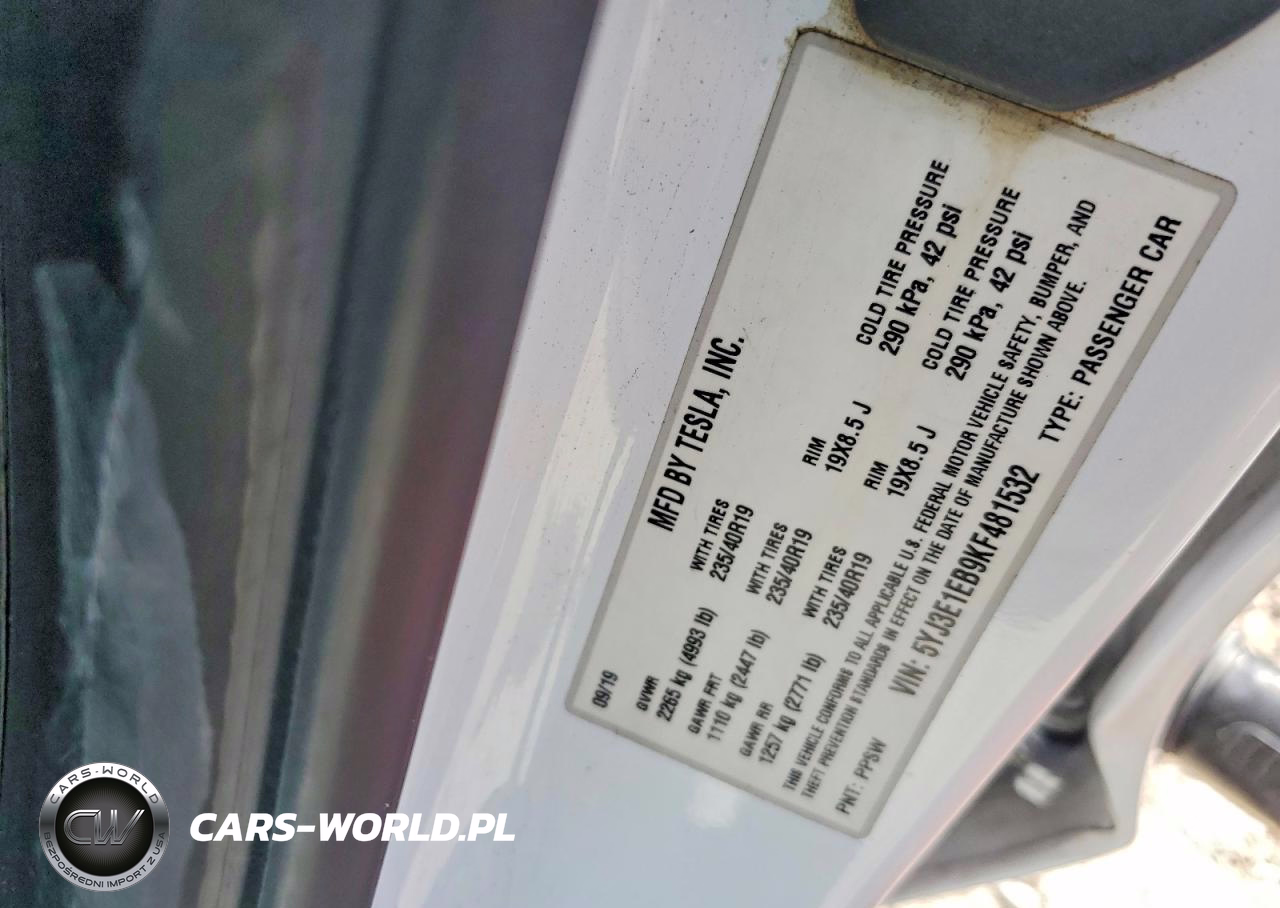 09/19
MFD BY TESLA, INC.
GVWR
2265 kg (4993 lb)
GAWR FRT
WITH TIRES
RIM
COLD TIRE PRESSURE
1110 kg (2447 lb)
235/40R19
19X8.5 J
290 kPa, 42 psi
GAWR RR
WITH TIRES
RIM
COLD TIRE PRESSURE
1257 kg (2771 lb)
235/40R19
19X8.5 J
290 kPa, 42 psi
WITH TIRES
235/40R19
THIS VEHICLE CONFORMS TO ALL APPLICABLE U.S. FEDERAL MOTOR VEHICLE SAFETY, BUMPER, AND
THEFT PREVENTION STANDARDS IN EFFECT ON THE DATE OF MANUFACTURE SHOWN ABOVE.
PNT: PPSW
VIN: 5YJ3E1EB9KF481532
TYPE: PASSENGER CAR
CARS-WORLD
CW
BEZPOŚREDNI IMPORT Z USA
CARS-WORLD.PL